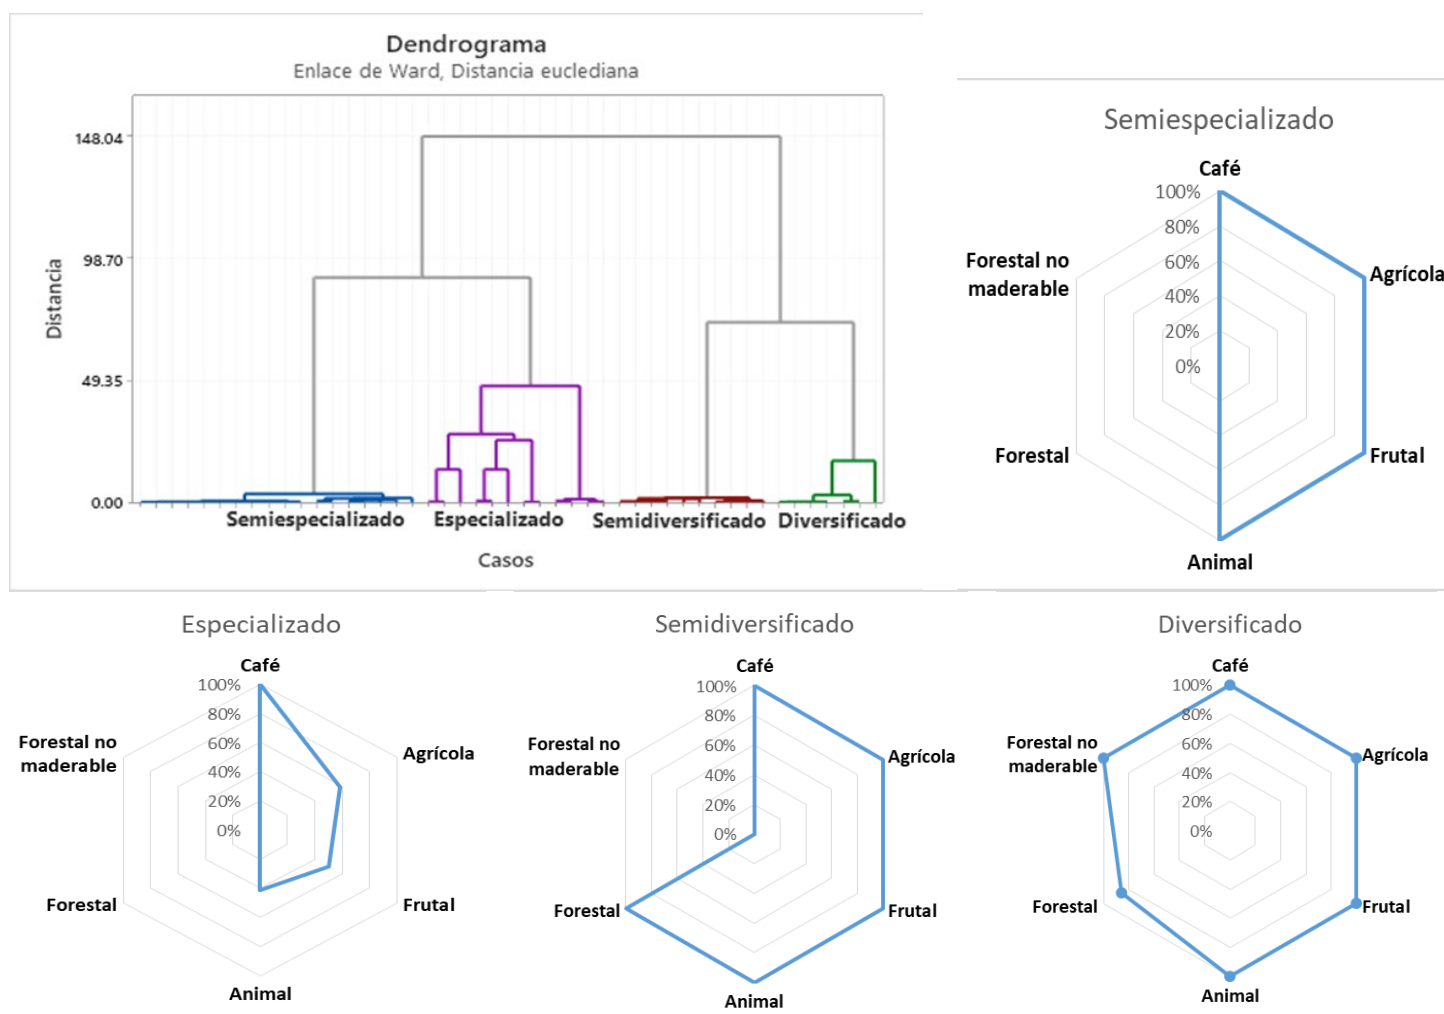 Dendrograma
Enlace de Ward, Distancia euclediana
148.04
98.70
49.35
0.00
Distancia
Semiespecializado
Especializado
Semidiversificado
Diversificado
Casos
Semiespecializado
Café
100%
80%
60%
40%
20%
0%
Agrícola
Frutal
Animal
Forestal
Forestal no
maderable
Especializado
Café
100%
80%
60%
40%
20%
0%
Agrícola
Frutal
Animal
Forestal
Forestal no
maderable
Semidiversificado
Café
100%
80%
60%
40%
20%
0%
Agrícola
Frutal
Animal
Forestal
Forestal no
maderable
Diversificado
Café
100%
80%
60%
40%
20%
0%
Agrícola
Frutal
Animal
Forestal
Forestal no
maderable